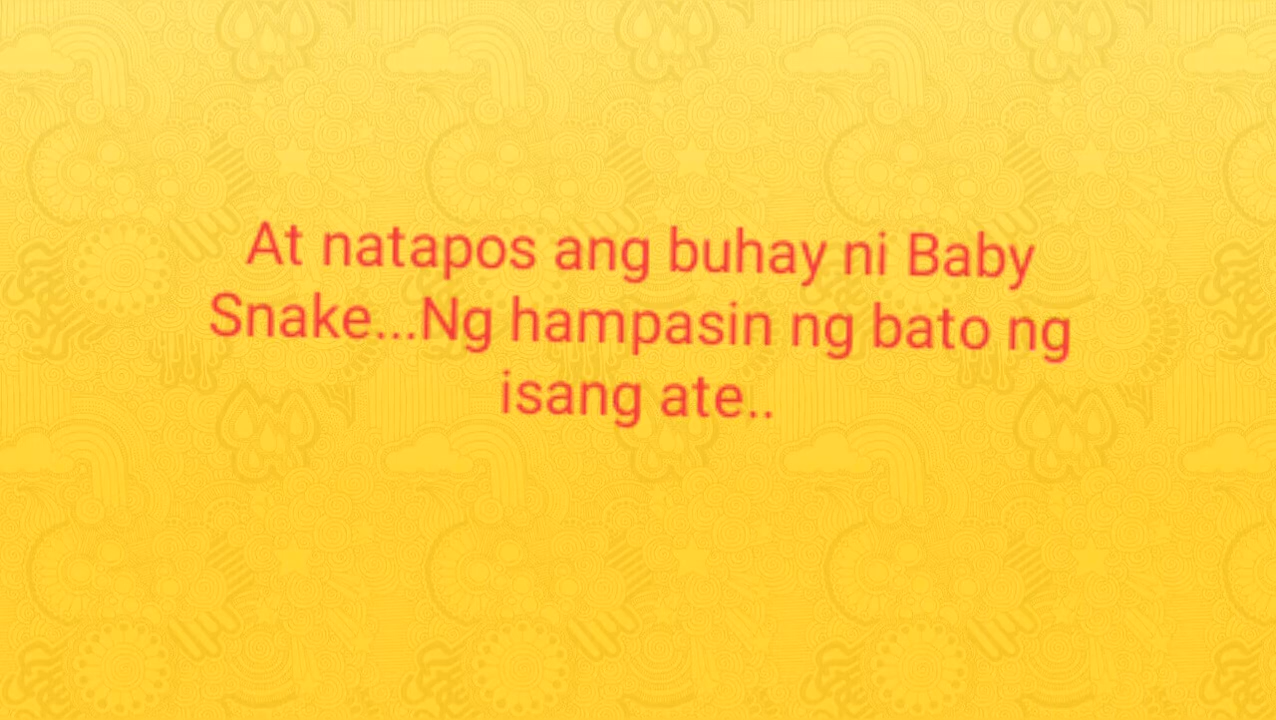 At natapos ang buhay ni Baby
Snake...Ng hampasin ng bato ng
isang ate..